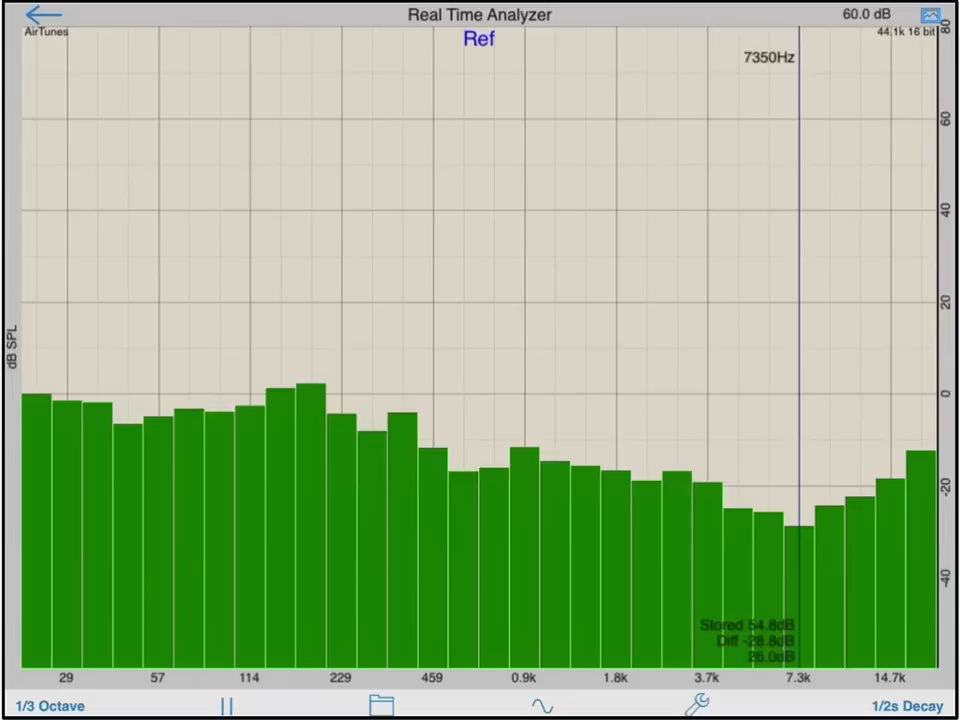 Real Time Analyzer
60.0 dB
AirTunes
Ref
44.1k 16 bit
7350Hz
80
60
40
20
0
-20
-40
dB SPL
Stored 54.8dB
Diff -28.8dB
26.0dB
29 57 114 229 459 0.9k 1.8k 3.7k 7.3k 14.7k
1/3 Octave
1/2s Decay